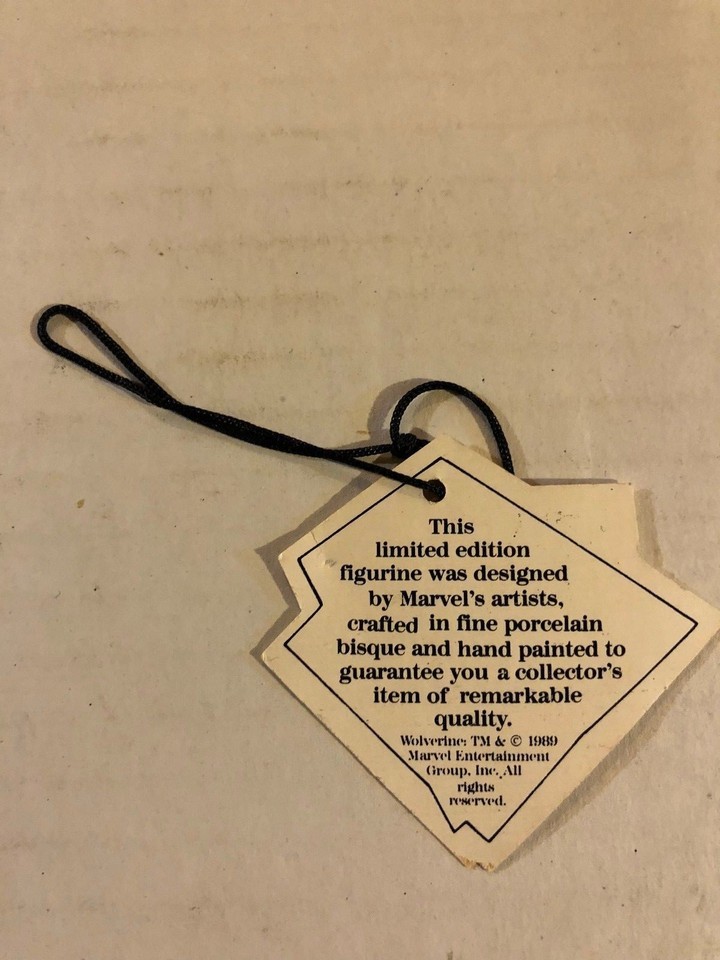 This
limited edition
figurine was designed
by Marvel's artists,
crafted in fine porcelain
bisque and hand painted to
guarantee you a collector's
item of remarkable
quality.
Wolverine: TM & © 1989
Marvel Entertainment
Group, Inc. All
rights
reserved.